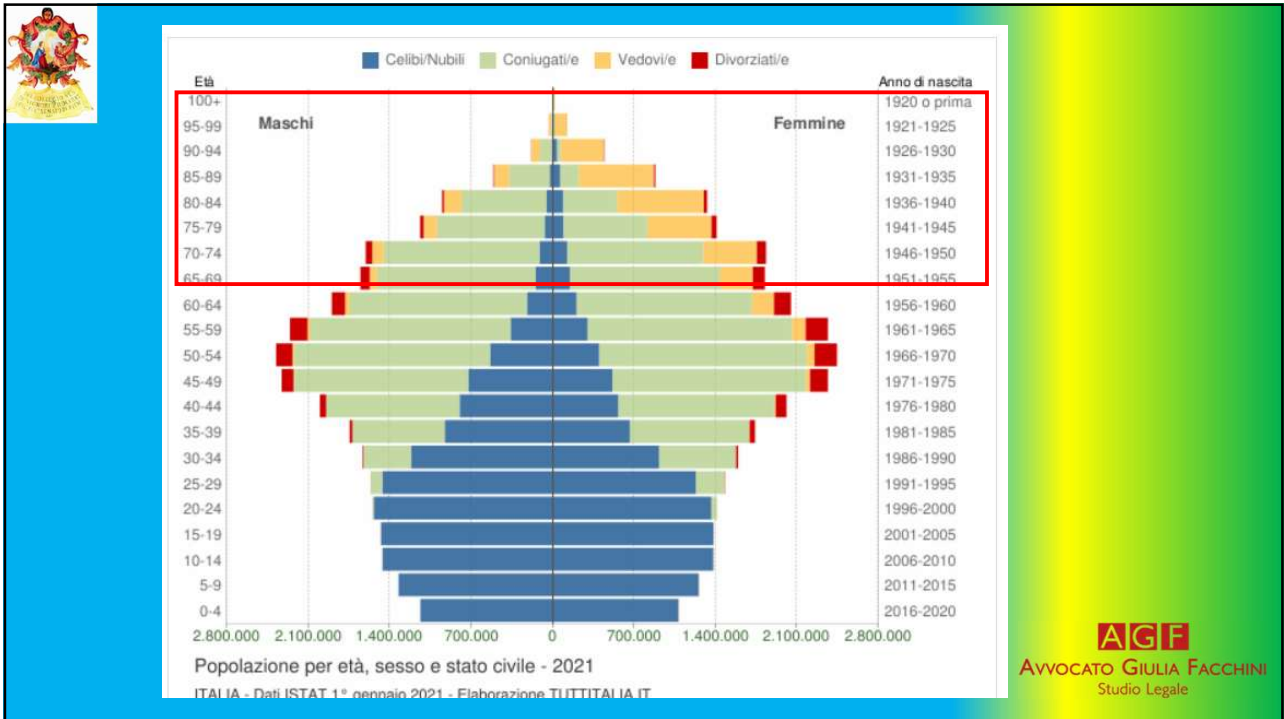 Celibi/Nubili Coniugati/e Vedovi/e Divorziati/e
Età Anno di nascita
100+ 1920 o prima
95-99 Maschi Femmine 1921-1925
90-94 1926-1930
85-89 1931-1935
80-84 1936-1940
75-79 1941-1945
70-74 1946-1950
65-69 1951-1955
60-64 1956-1960
55-59 1961-1965
50-54 1966-1970
45-49 1971-1975
40-44 1976-1980
35-39 1981-1985
30-34 1986-1990
25-29 1991-1995
20-24 1996-2000
15-19 2001-2005
10-14 2006-2010
5-9 2011-2015
0-4 2016-2020
2.800.000 2.100.000 1.400.000 700.000 0 700.000 1.400.000 2.100.000 2.800.000
Popolazione per età, sesso e stato civile - 2021
ITALIA - Dati ISTAT 1° gennaio 2021 - Elaborazione TUTTITALIA.IT
AGF
AVVOCATO GIULIA FACCHINI
Studio Legale